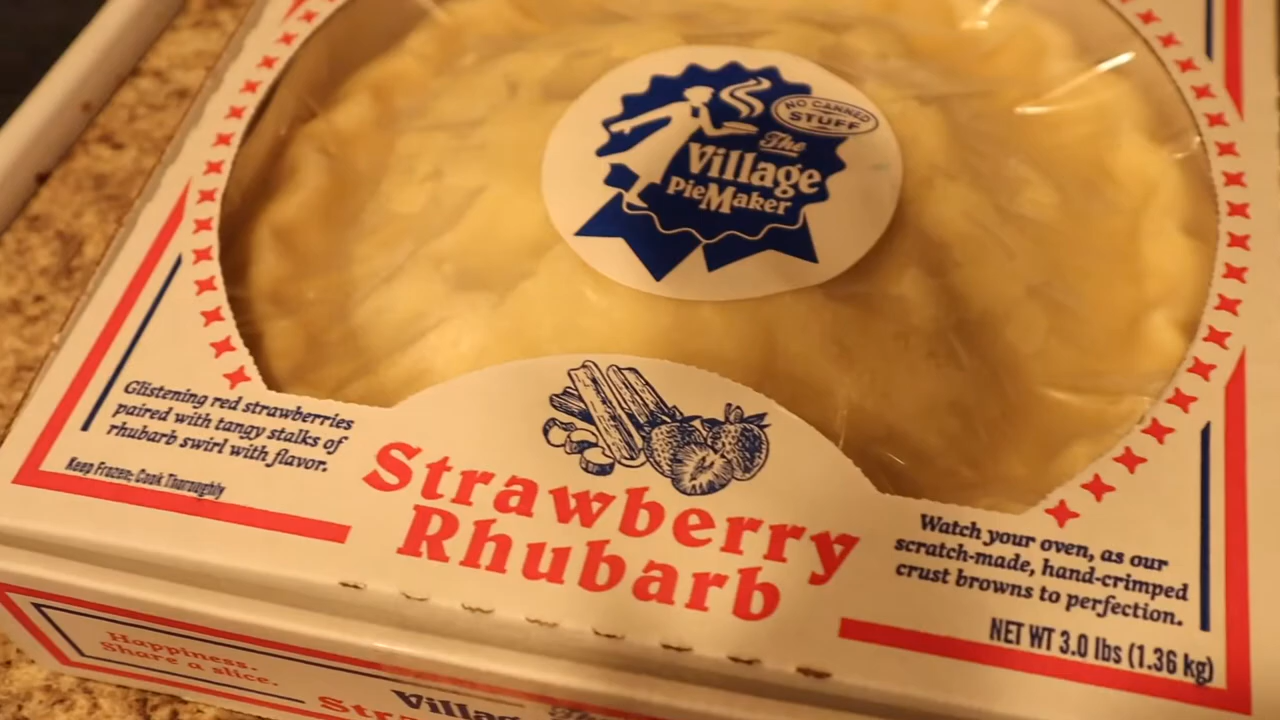 NO CANNED
STUFF
The
Village
PieMaker
Glistening red strawberries
paired with tangy stalks of
rhubarb swirl with flavor.
Keep Frozen; Cook Thoroughly
Strawberry
Rhubarb
Watch your oven, as our
scratch-made, hand-crimped
crust browns to perfection.
NET WT 3.0 lbs (1.36 kg)
Happiness.
Share a slice.